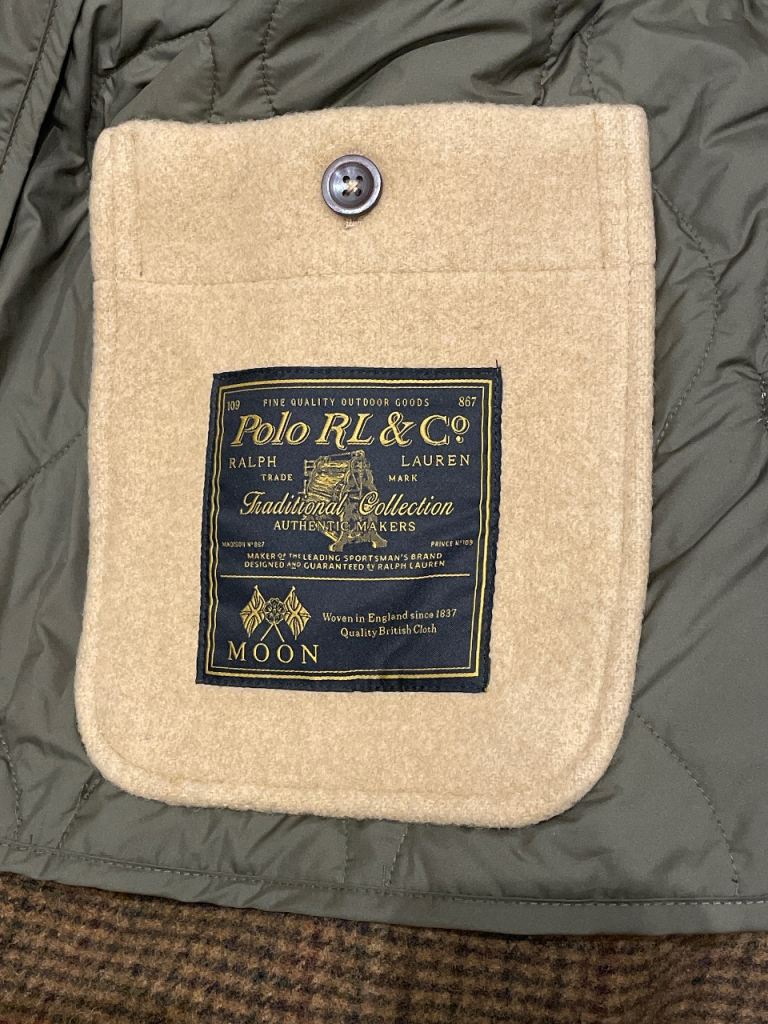 109 FINE QUALITY OUTDOOR GOODS 867
Polo RL & Co.
RALPH LAUREN
TRADE MARK
Traditional Collection
AUTHENTIC MAKERS
MADISON Nº 867 PRINCE Nº 109
MAKER OF THE LEADING SPORTSMAN'S BRAND
DESIGNED AND GUARANTEED BY RALPH LAUREN
Woven in England since 1837
Quality British Cloth
MOON